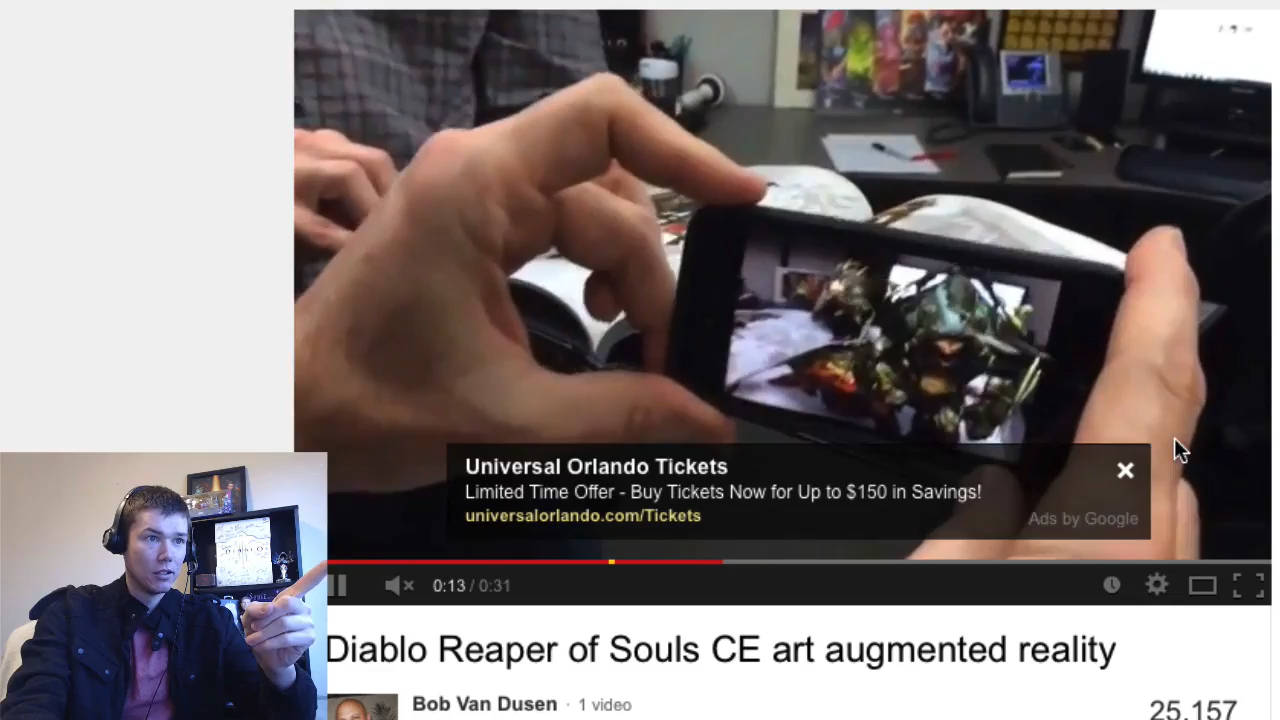 DIABLO
Universal Orlando Tickets
Limited Time Offer - Buy Tickets Now for Up to $150 in Savings!
universalorlando.com/Tickets
Ads by Google
0:13 / 0:31
Diablo Reaper of Souls CE art augmented reality
Bob Van Dusen · 1 video
25,157